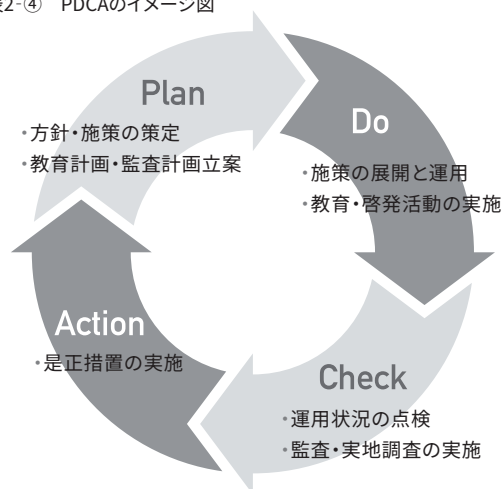 表2-④　PDCAのイメージ図
Plan
・方針・施策の策定
・教育計画・監査計画立案
Do
・施策の展開と運用
・教育・啓発活動の実施
Check
・運用状況の点検
・監査・実地調査の実施
Action
・是正措置の実施